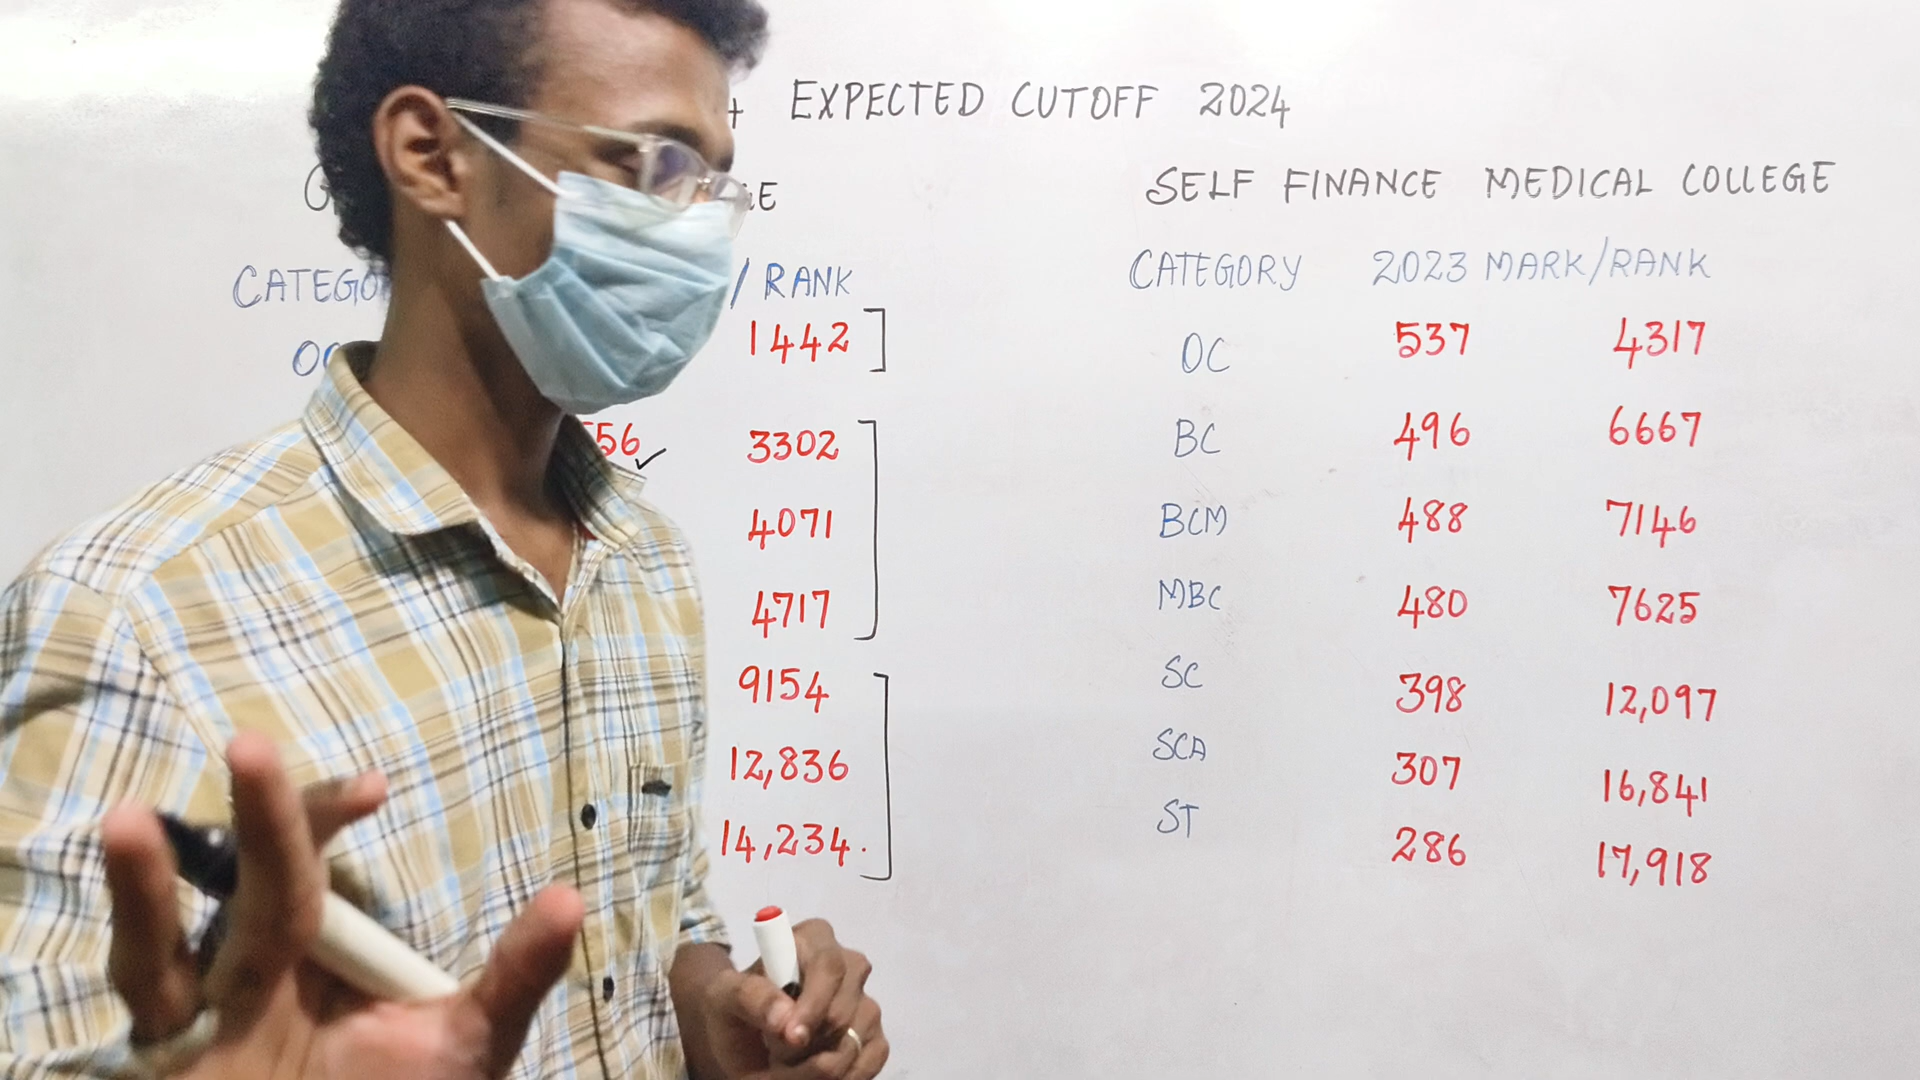 + EXPECTED CUTOFF 2024
SELF FINANCE MEDICAL COLLEGE
/ RANK
1442
3302
4071
4717
9154
12,836
14,234.
CATEGORY 2023 MARK/RANK
OC 537 4317
BC 496 6667
BCM 488 7146
MBC 480 7625
SC 398 12,097
SCA 307 16,841
ST 286 17,918